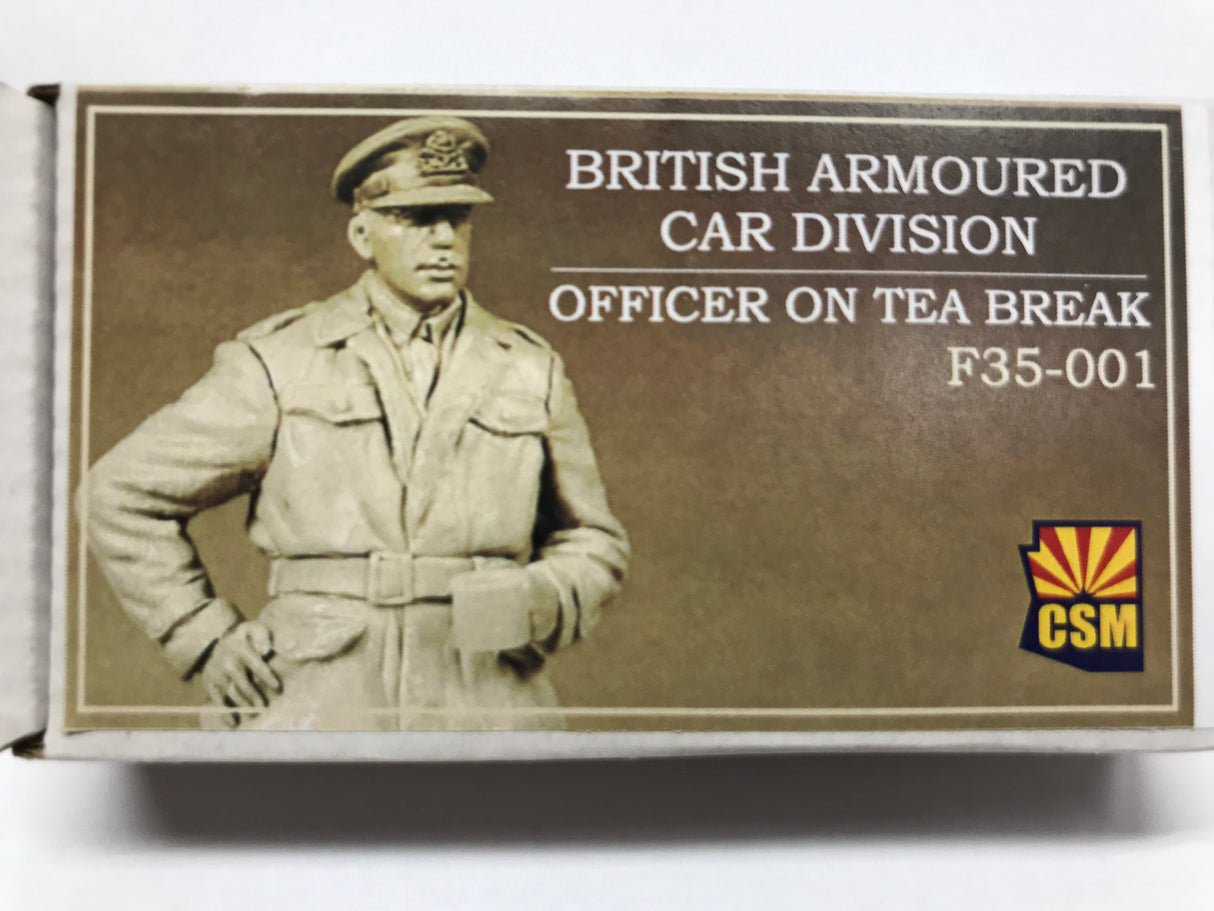 BRITISH ARMOURED
CAR DIVISION
OFFICER ON TEA BREAK
F35-001
CSM